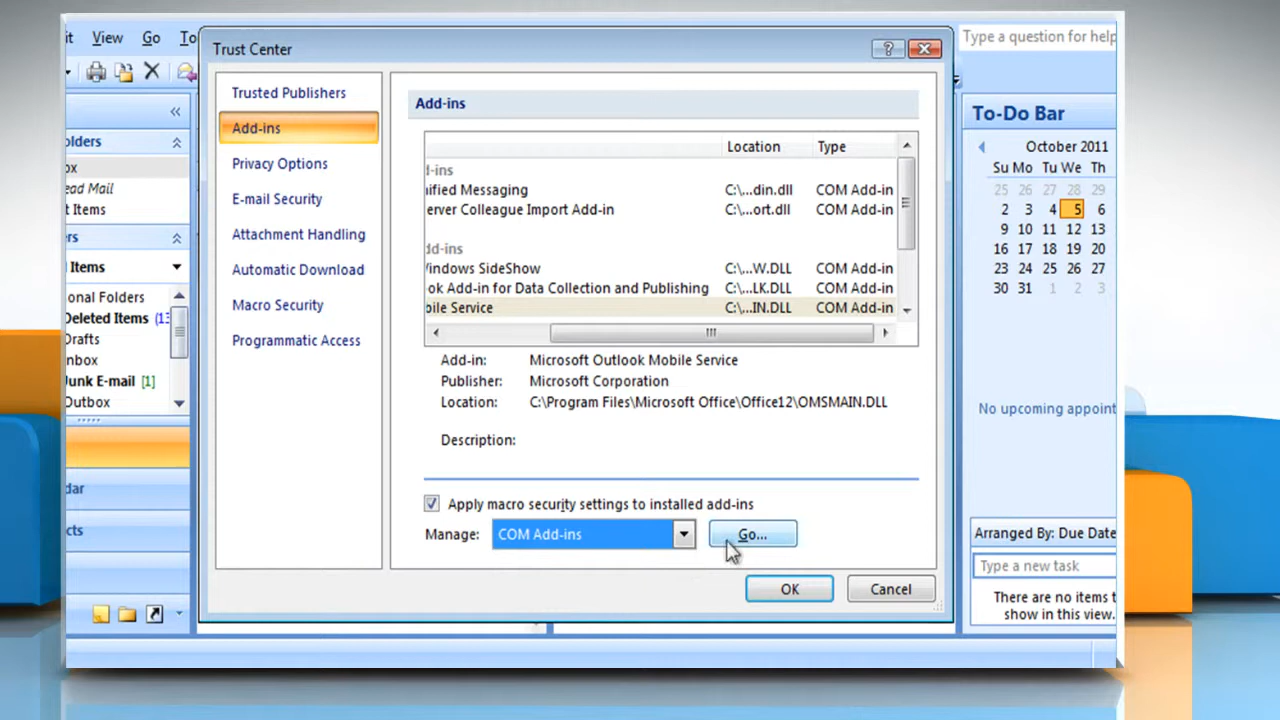 it View Go To
Type a question for help
Trust Center
Trusted Publishers
Add-ins
Privacy Options
E-mail Security
Attachment Handling
Automatic Download
Macro Security
Programmatic Access
Add-ins
Location Type
d-ins
ified Messaging C:\...din.dll COM Add-in
erver Colleague Import Add-in C:\...ort.dll COM Add-in
dd-ins
Windows SideShow C:\...W.DLL COM Add-in
ok Add-in for Data Collection and Publishing C:\...LK.DLL COM Add-in
bile Service C:\...IN.DLL COM Add-in
Add-in: Microsoft Outlook Mobile Service
Publisher: Microsoft Corporation
Location: C:\Program Files\Microsoft Office\Office12\OMSMAIN.DLL
Description:
Apply macro security settings to installed add-ins
Manage: COM Add-ins Go...
OK Cancel
olders
ox
ead Mail
t Items
ers
Items
onal Folders
Deleted Items (13
Drafts
nbox
Junk E-mail [1]
Outbox
dar
cts
To-Do Bar
October 2011
Su Mo Tu We Th
25 26 27 28 29
2 3 4 5 6
9 10 11 12 13
16 17 18 19 20
23 24 25 26 27
30 31 1 2 3
No upcoming appoint
Arranged By: Due Date
Type a new task
There are no items t
show in this view.